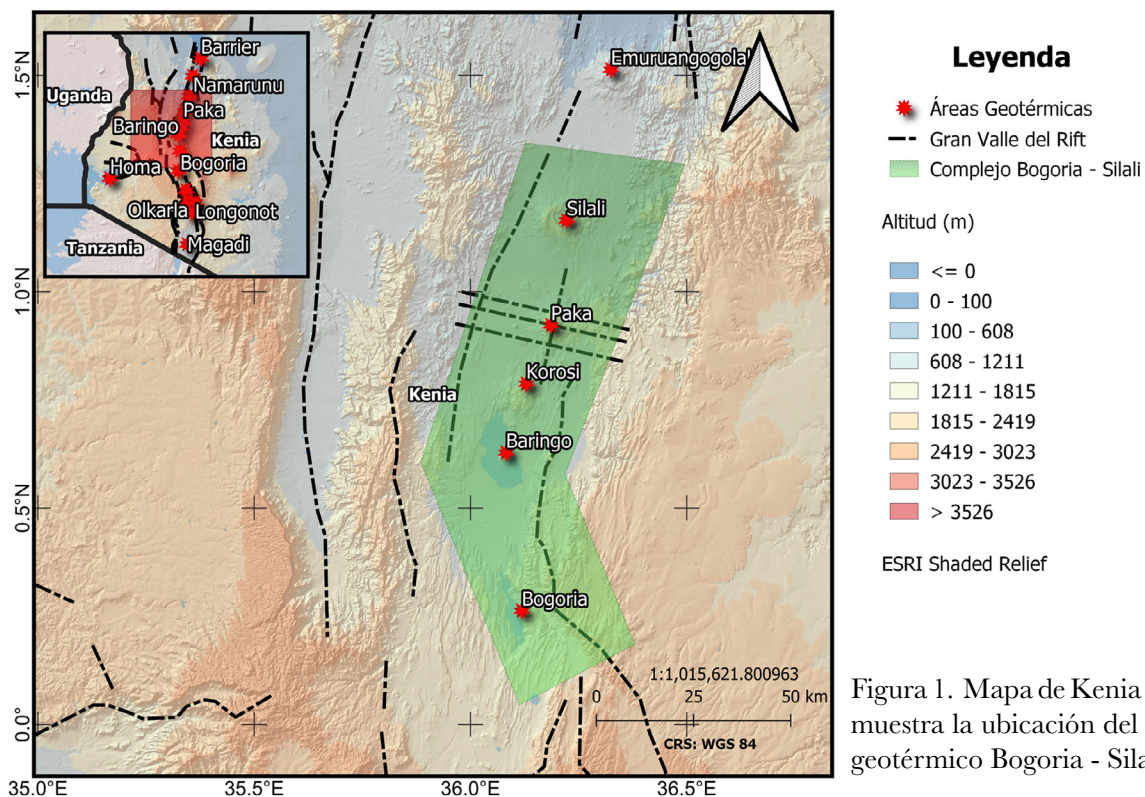 Barrier
Namarunu
Uganda
Paka
Baringo
Kenia
Homa
Bogoria
Olkarla
Longonot
Tanzania
Magadi
Emuruangogolak
Silali
Paka
Korosi
Kenia
Baringo
Bogoria
1:1,015,621.800963
0 25 50 km
CRS: WGS 84
1.5°N
1.0°N
0.5°N
0.0°
35.0°E 35.5°E 36.0°E 36.5°E
Leyenda
Áreas Geotérmicas
Gran Valle del Rift
Complejo Bogoria - Silali
Altitud (m)
<= 0
0 - 100
100 - 608
608 - 1211
1211 - 1815
1815 - 2419
2419 - 3023
3023 - 3526
> 3526
ESRI Shaded Relief
Figura 1. Mapa de Kenia
muestra la ubicación del
geotérmico Bogoria -